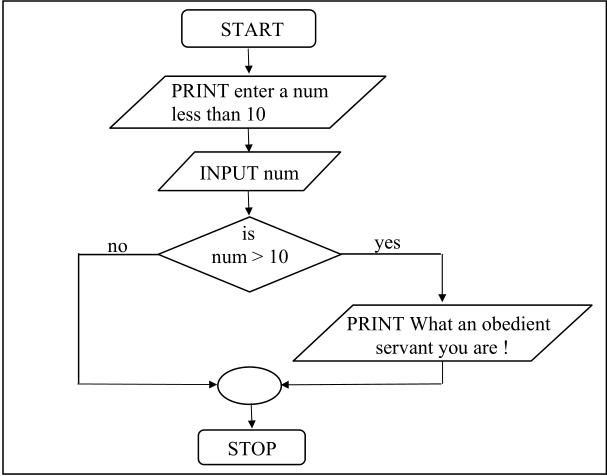 START
PRINT enter a num
less than 10
INPUT num
is
num > 10
no
yes
PRINT What an obedient
servant you are !
STOP